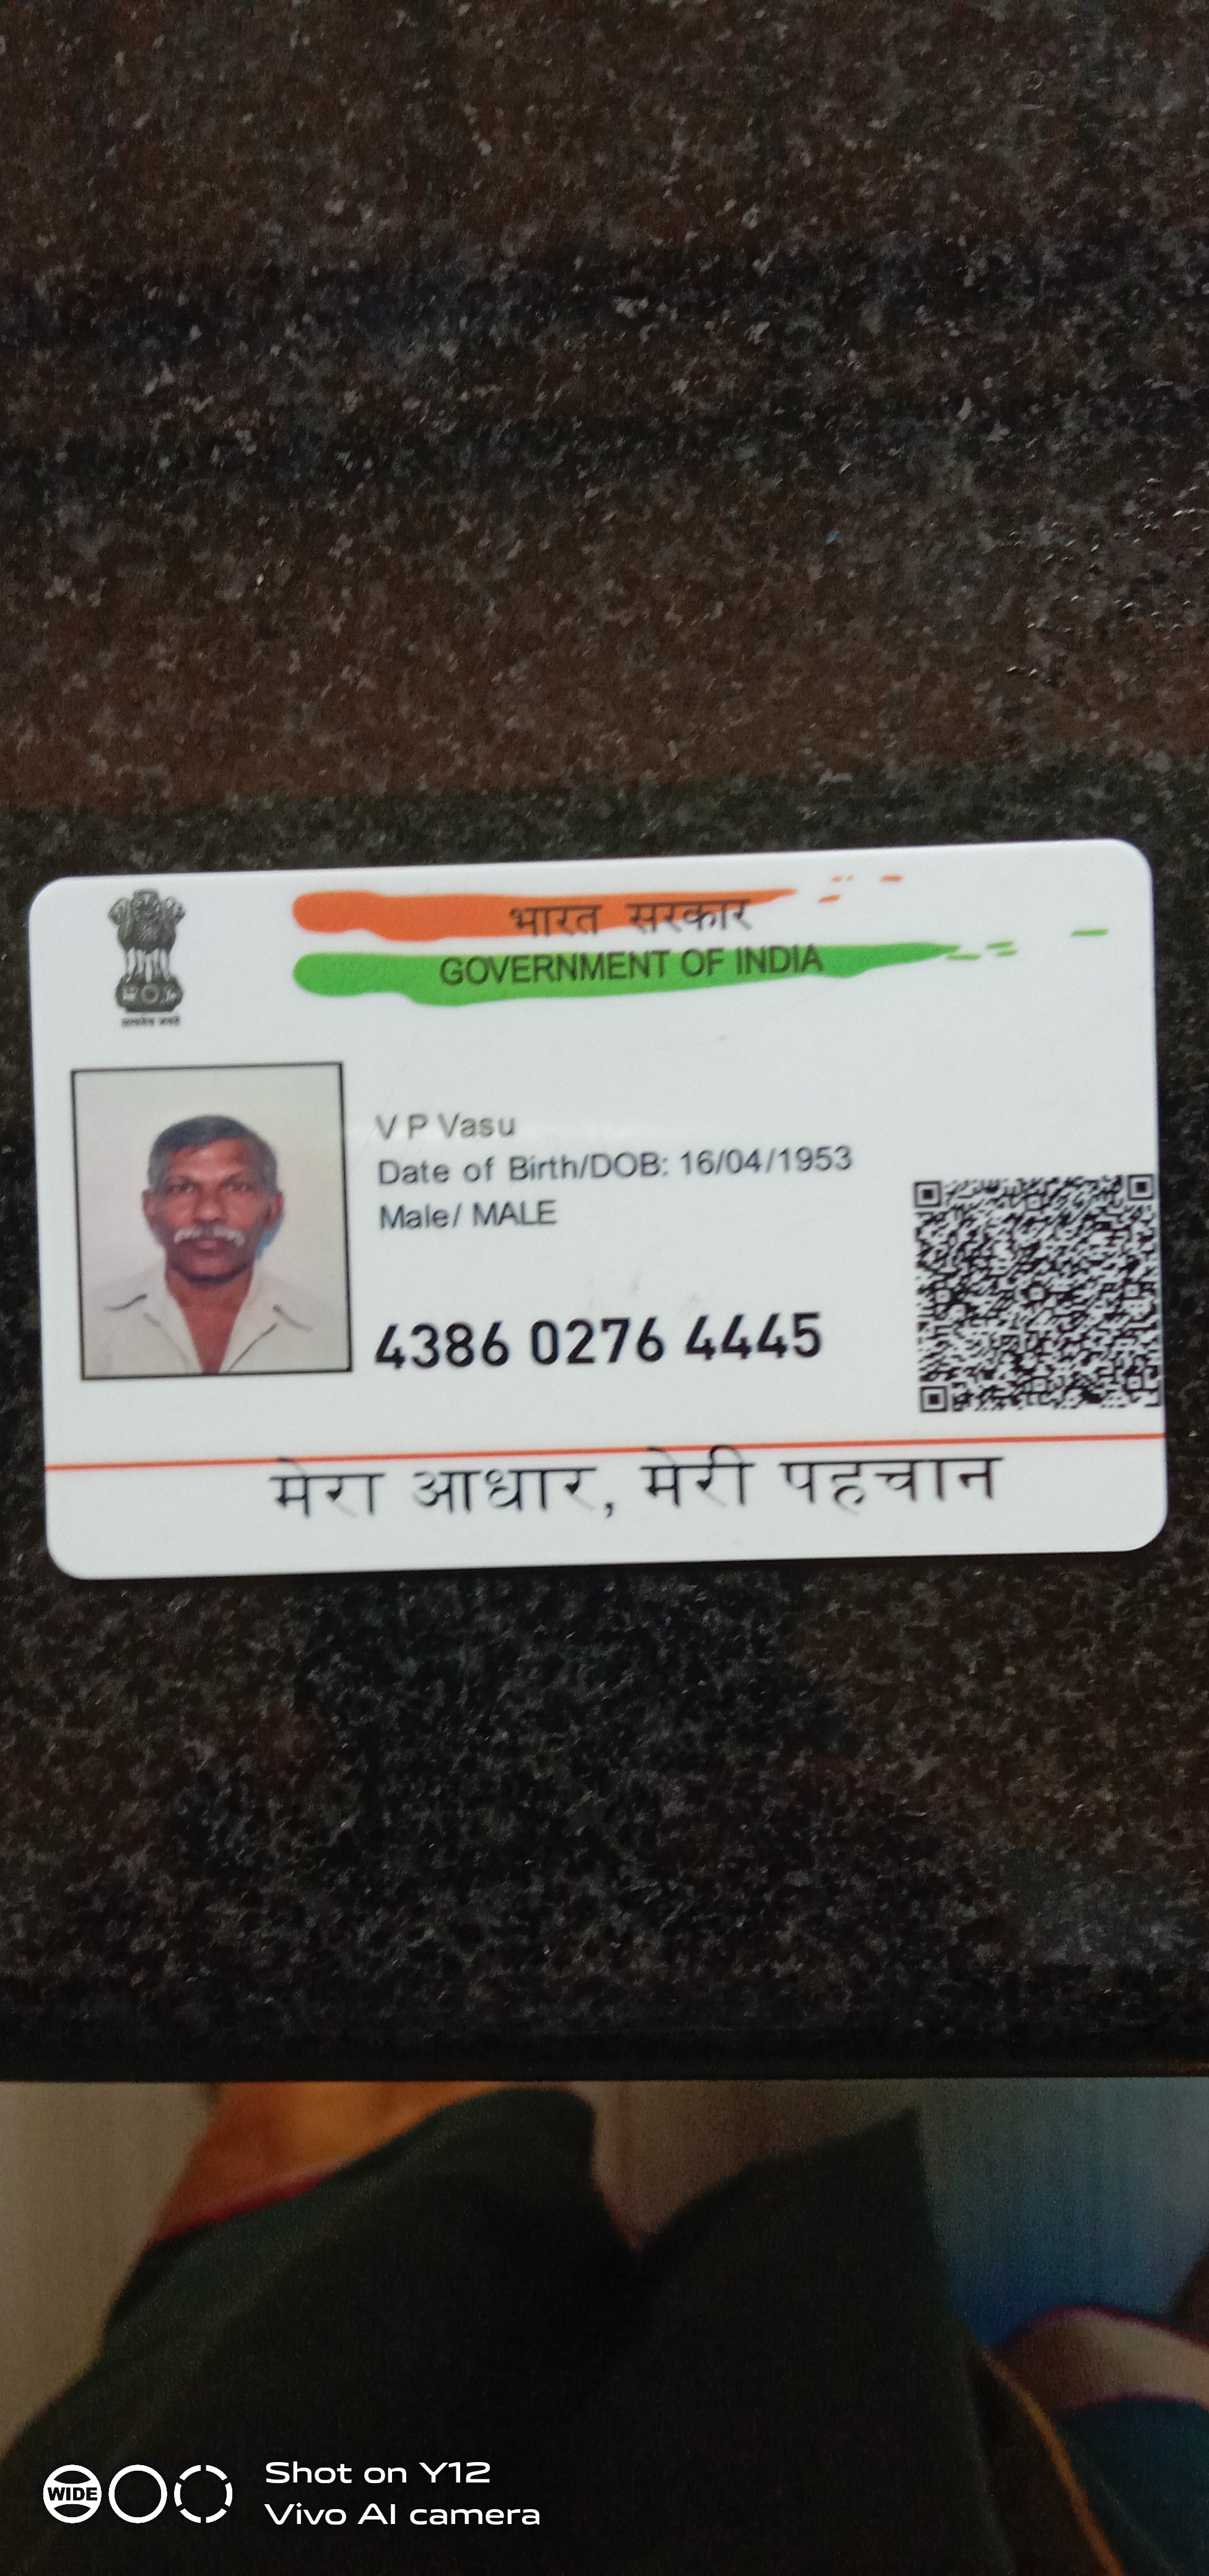 भारत सरकार
GOVERNMENT OF INDIA
सत्यमेव जयते
V P Vasu
Date of Birth/DOB: 16/04/1953
Male/ MALE
4386 0276 4445
मेरा आधार, मेरी पहचान
WIDE
Shot on Y12
Vivo AI camera